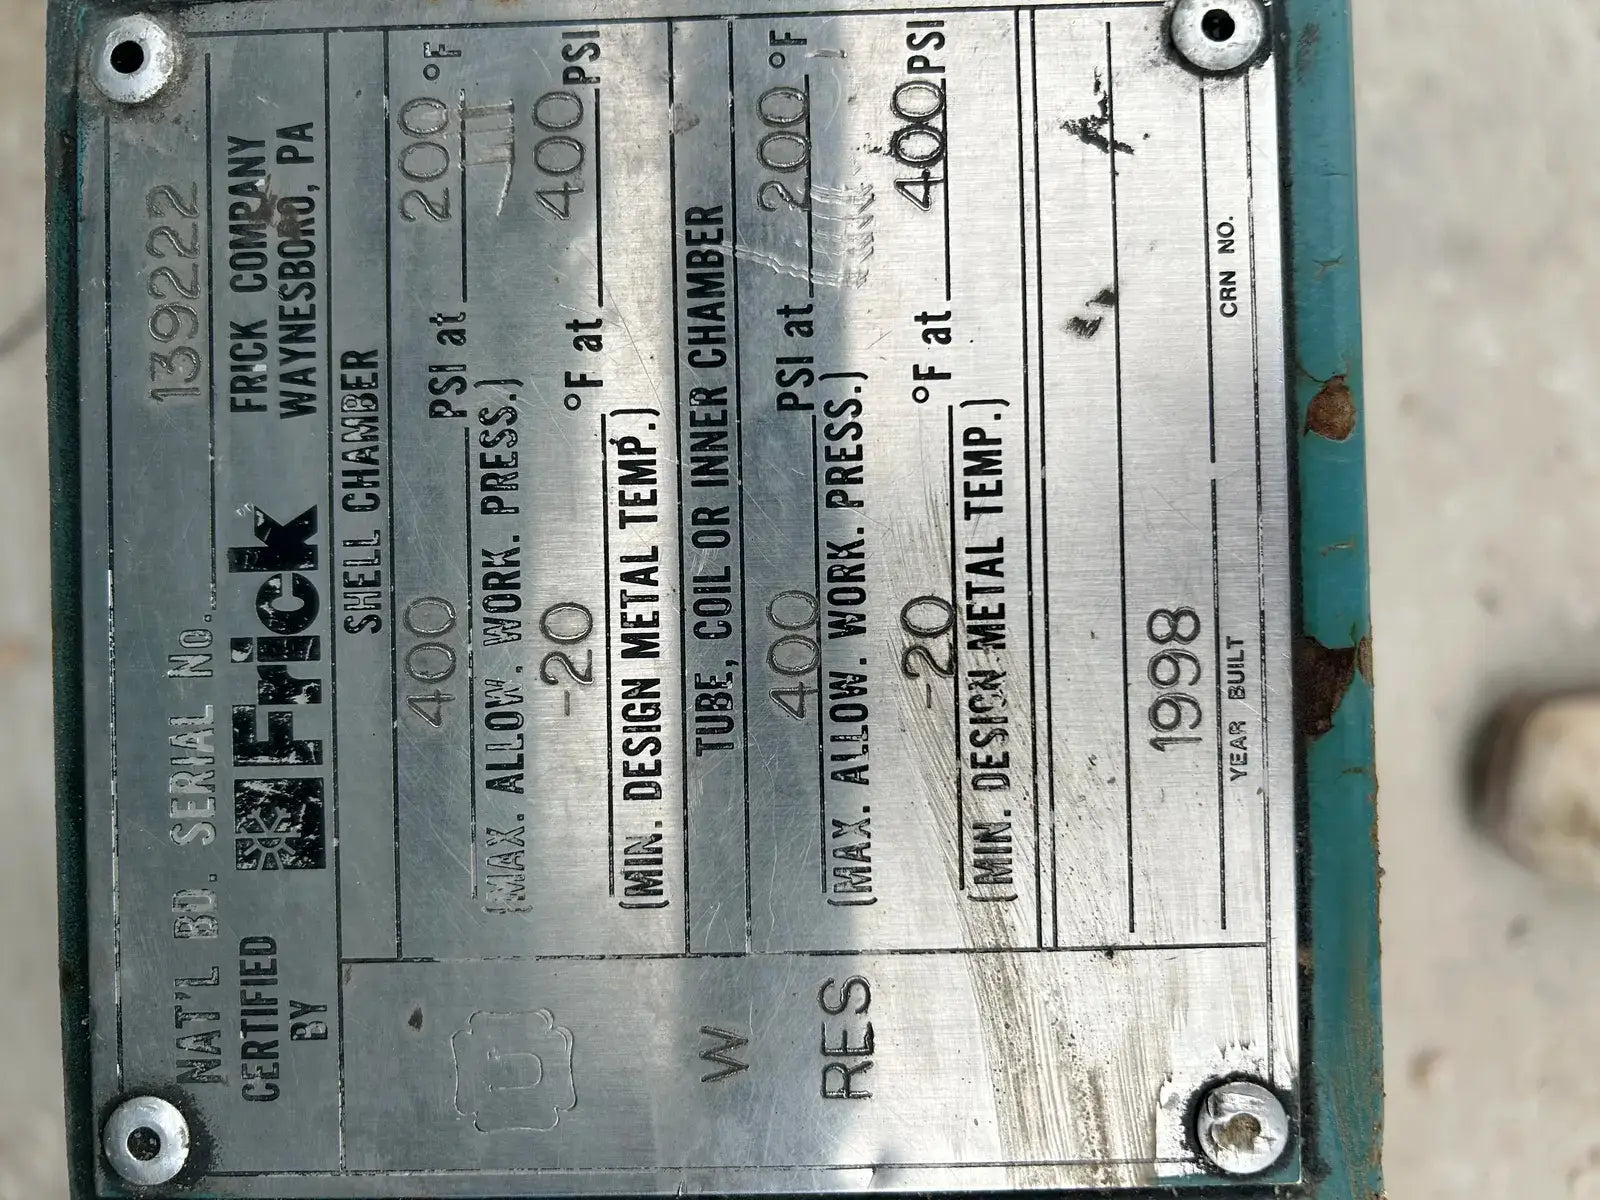 NAT'L BD. SERIAL No. 139222
CERTIFIED BY Frick FRICK COMPANY
WAYNESBORO, PA
SHELL CHAMBER
400 PSI at 200 °F
(MAX. ALLOW. WORK. PRESS.)
-20 °F at 400 PSI
(MIN. DESIGN METAL TEMP.)
TUBE, COIL OR INNER CHAMBER
400 PSI at 200 °F
(MAX. ALLOW. WORK. PRESS.)
-20 °F at 400 PSI
(MIN. DESIGN METAL TEMP.)
1998
YEAR BUILT CRN NO.
U
W
RES